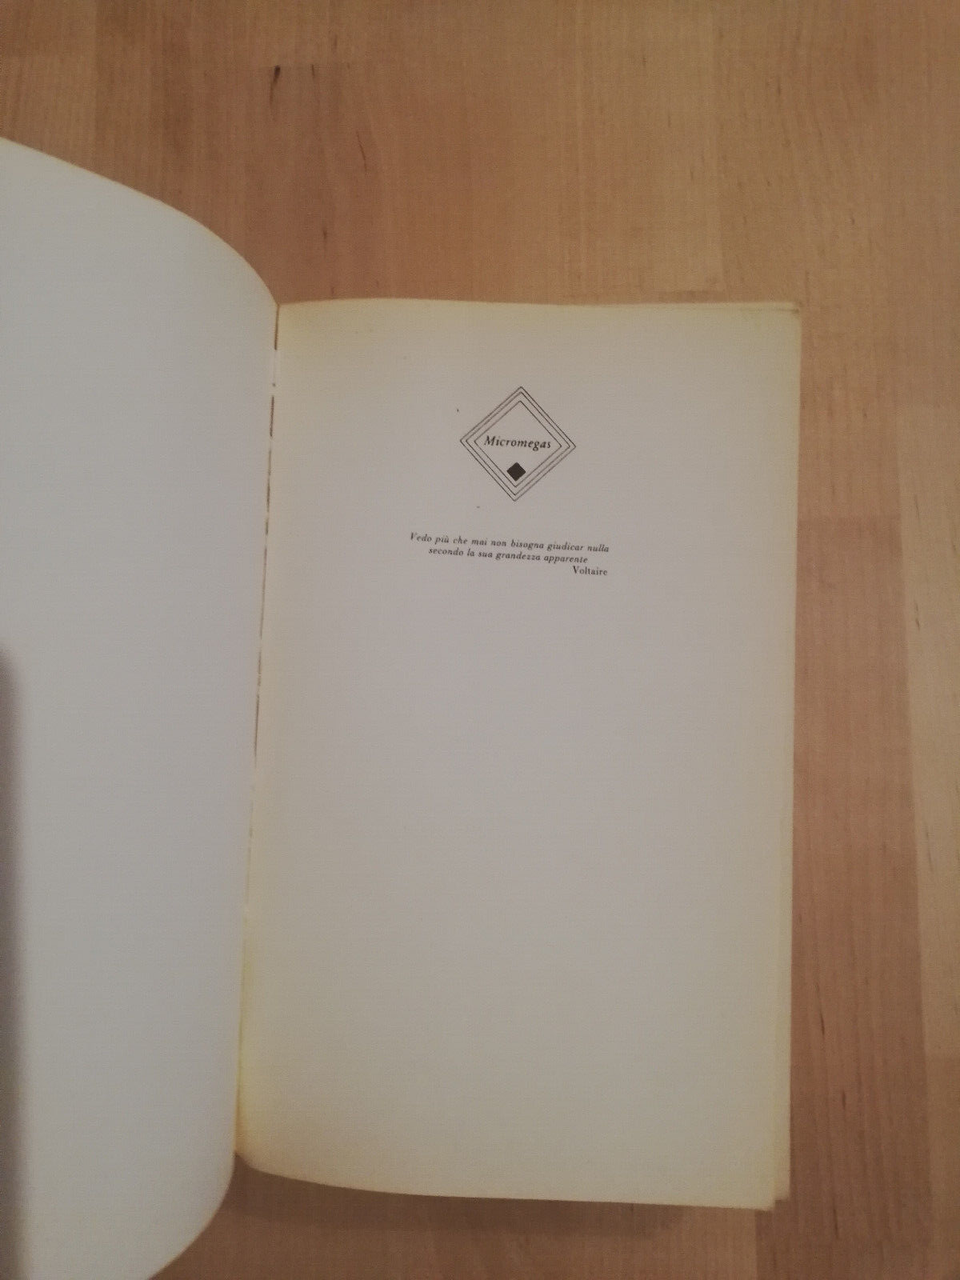 Micromegas
Vedo più che mai non bisogna giudicar nulla
secondo la sua grandezza apparente
Voltaire